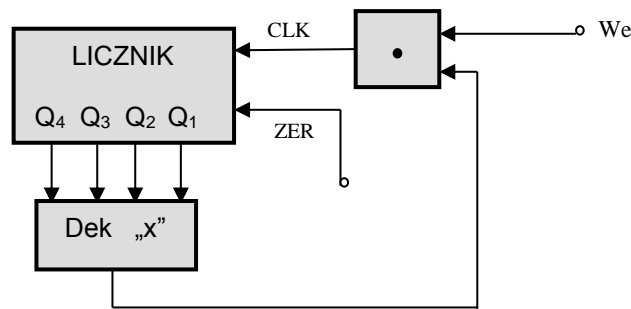 CLK
We
LICZNIK
Q₄ Q₃ Q₂ Q₁
ZER
Dek „x”